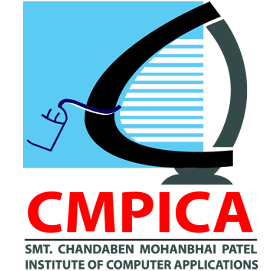 CMPICA
SMT. CHANDABEN MOHANBHAI PATEL
INSTITUTE OF COMPUTER APPLICATIONS